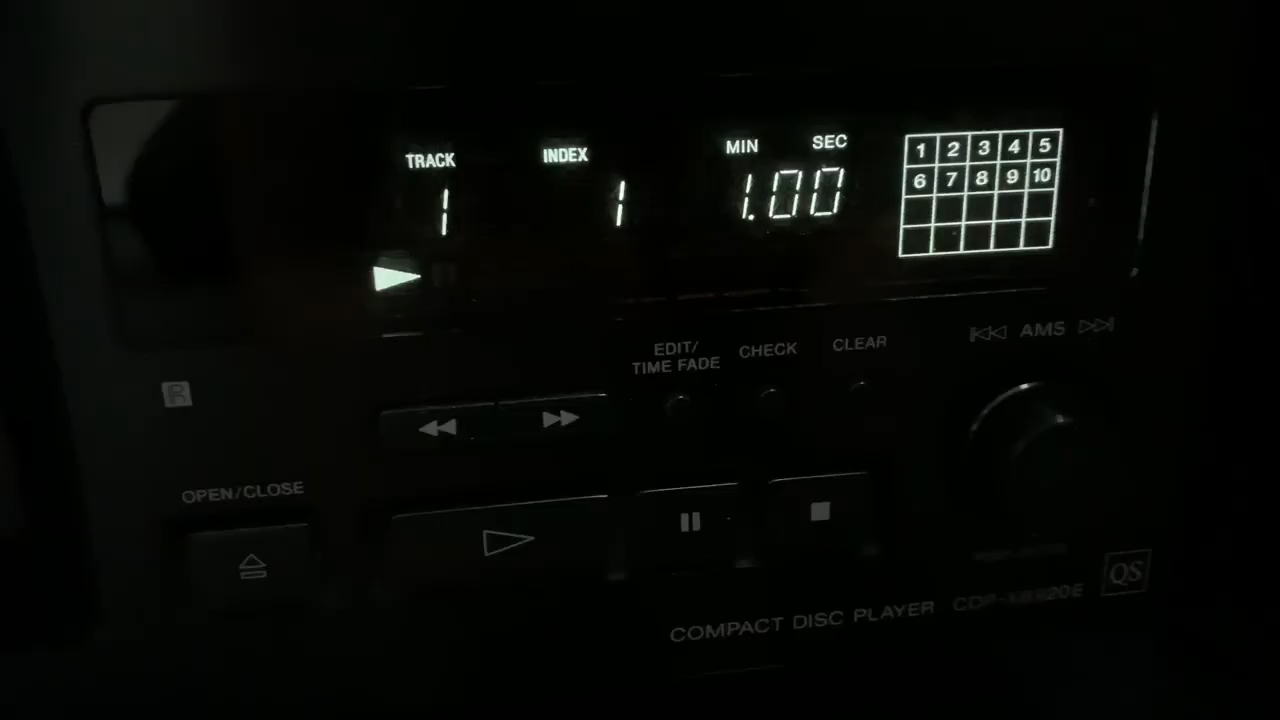 TRACK INDEX MIN SEC
1 1 1.00
1 2 3 4 5
6 7 8 9 10
EDIT/
TIME FADE CHECK CLEAR AMS
R
OPEN/CLOSE
QS
COMPACT DISC PLAYER